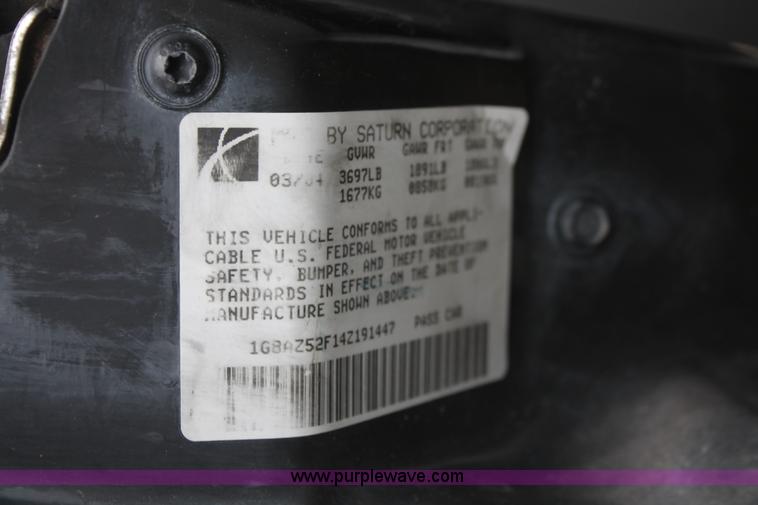 BY SATURN CORPORATION
GVWR GAWR FRT
03/04 3697LB 1891LB
1677KG 0858KG
THIS VEHICLE CONFORMS TO ALL APPLI-
CABLE U.S. FEDERAL MOTOR VEHICLE
SAFETY, BUMPER, AND THEFT PREVENTION
STANDARDS IN EFFECT ON THE DATE OF
MANUFACTURE SHOWN ABOVE.
1G8AZ52F14Z191447 PASS CAR
www.purplewave.com